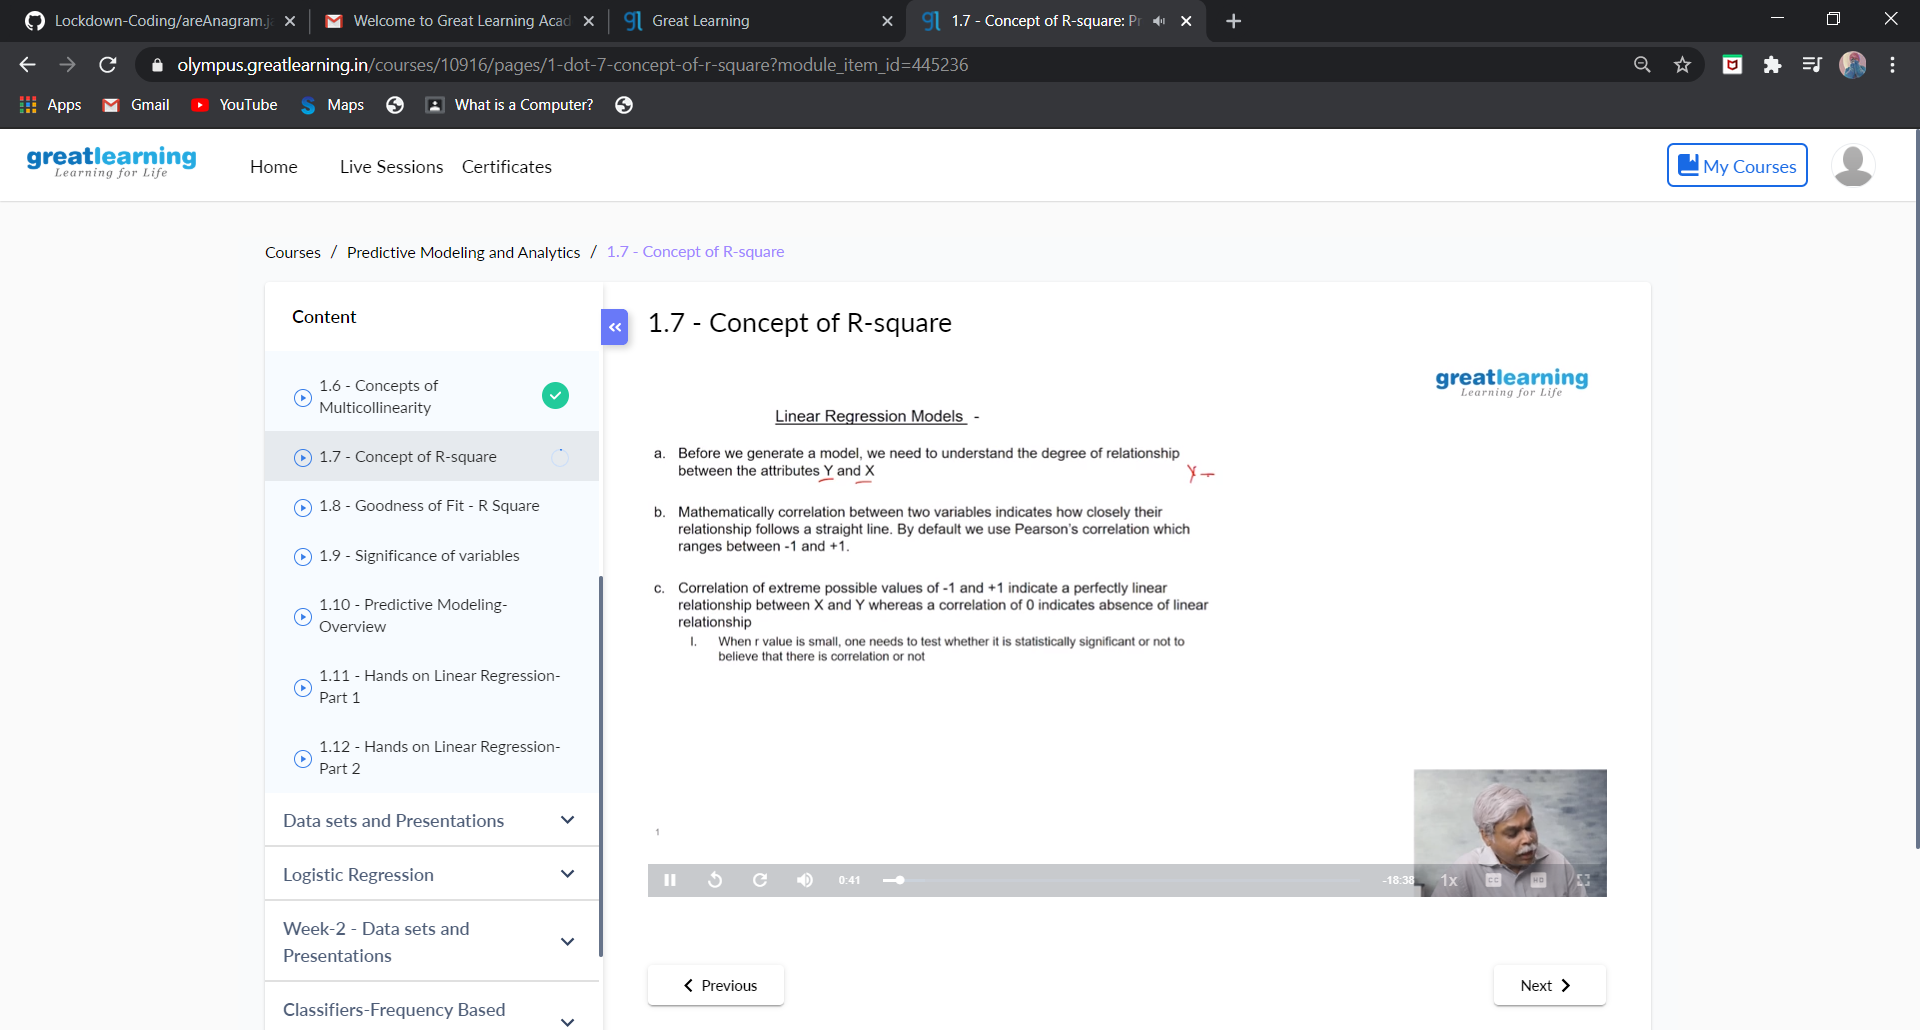 Lockdown-Coding/areAnagram.ja
Welcome to Great Learning Acad
Great Learning
1.7 - Concept of R-square: Pr
olympus.greatlearning.in/courses/10916/pages/1-dot-7-concept-of-r-square?module_item_id=445236
Apps
Gmail
YouTube
Maps
What is a Computer?
greatlearning
Learning for Life
Home
Live Sessions
Certificates
My Courses
Courses / Predictive Modeling and Analytics / 1.7 - Concept of R-square
Content
1.6 - Concepts of
Multicollinearity
1.7 - Concept of R-square
1.8 - Goodness of Fit - R Square
1.9 - Significance of variables
1.10 - Predictive Modeling-
Overview
1.11 - Hands on Linear Regression-
Part 1
1.12 - Hands on Linear Regression-
Part 2
Data sets and Presentations
Logistic Regression
Week-2 - Data sets and
Presentations
Classifiers-Frequency Based
«
1.7 - Concept of R-square
greatlearning
Learning for Life
Linear Regression Models -
a. Before we generate a model, we need to understand the degree of relationship
between the attributes Y and X
Y -
b. Mathematically correlation between two variables indicates how closely their
relationship follows a straight line. By default we use Pearson's correlation which
ranges between -1 and +1.
c. Correlation of extreme possible values of -1 and +1 indicate a perfectly linear
relationship between X and Y whereas a correlation of 0 indicates absence of linear
relationship
I. When r value is small, one needs to test whether it is statistically significant or not to
believe that there is correlation or not
1
0:41
-18:38
1x
CC
HD
Previous
Next